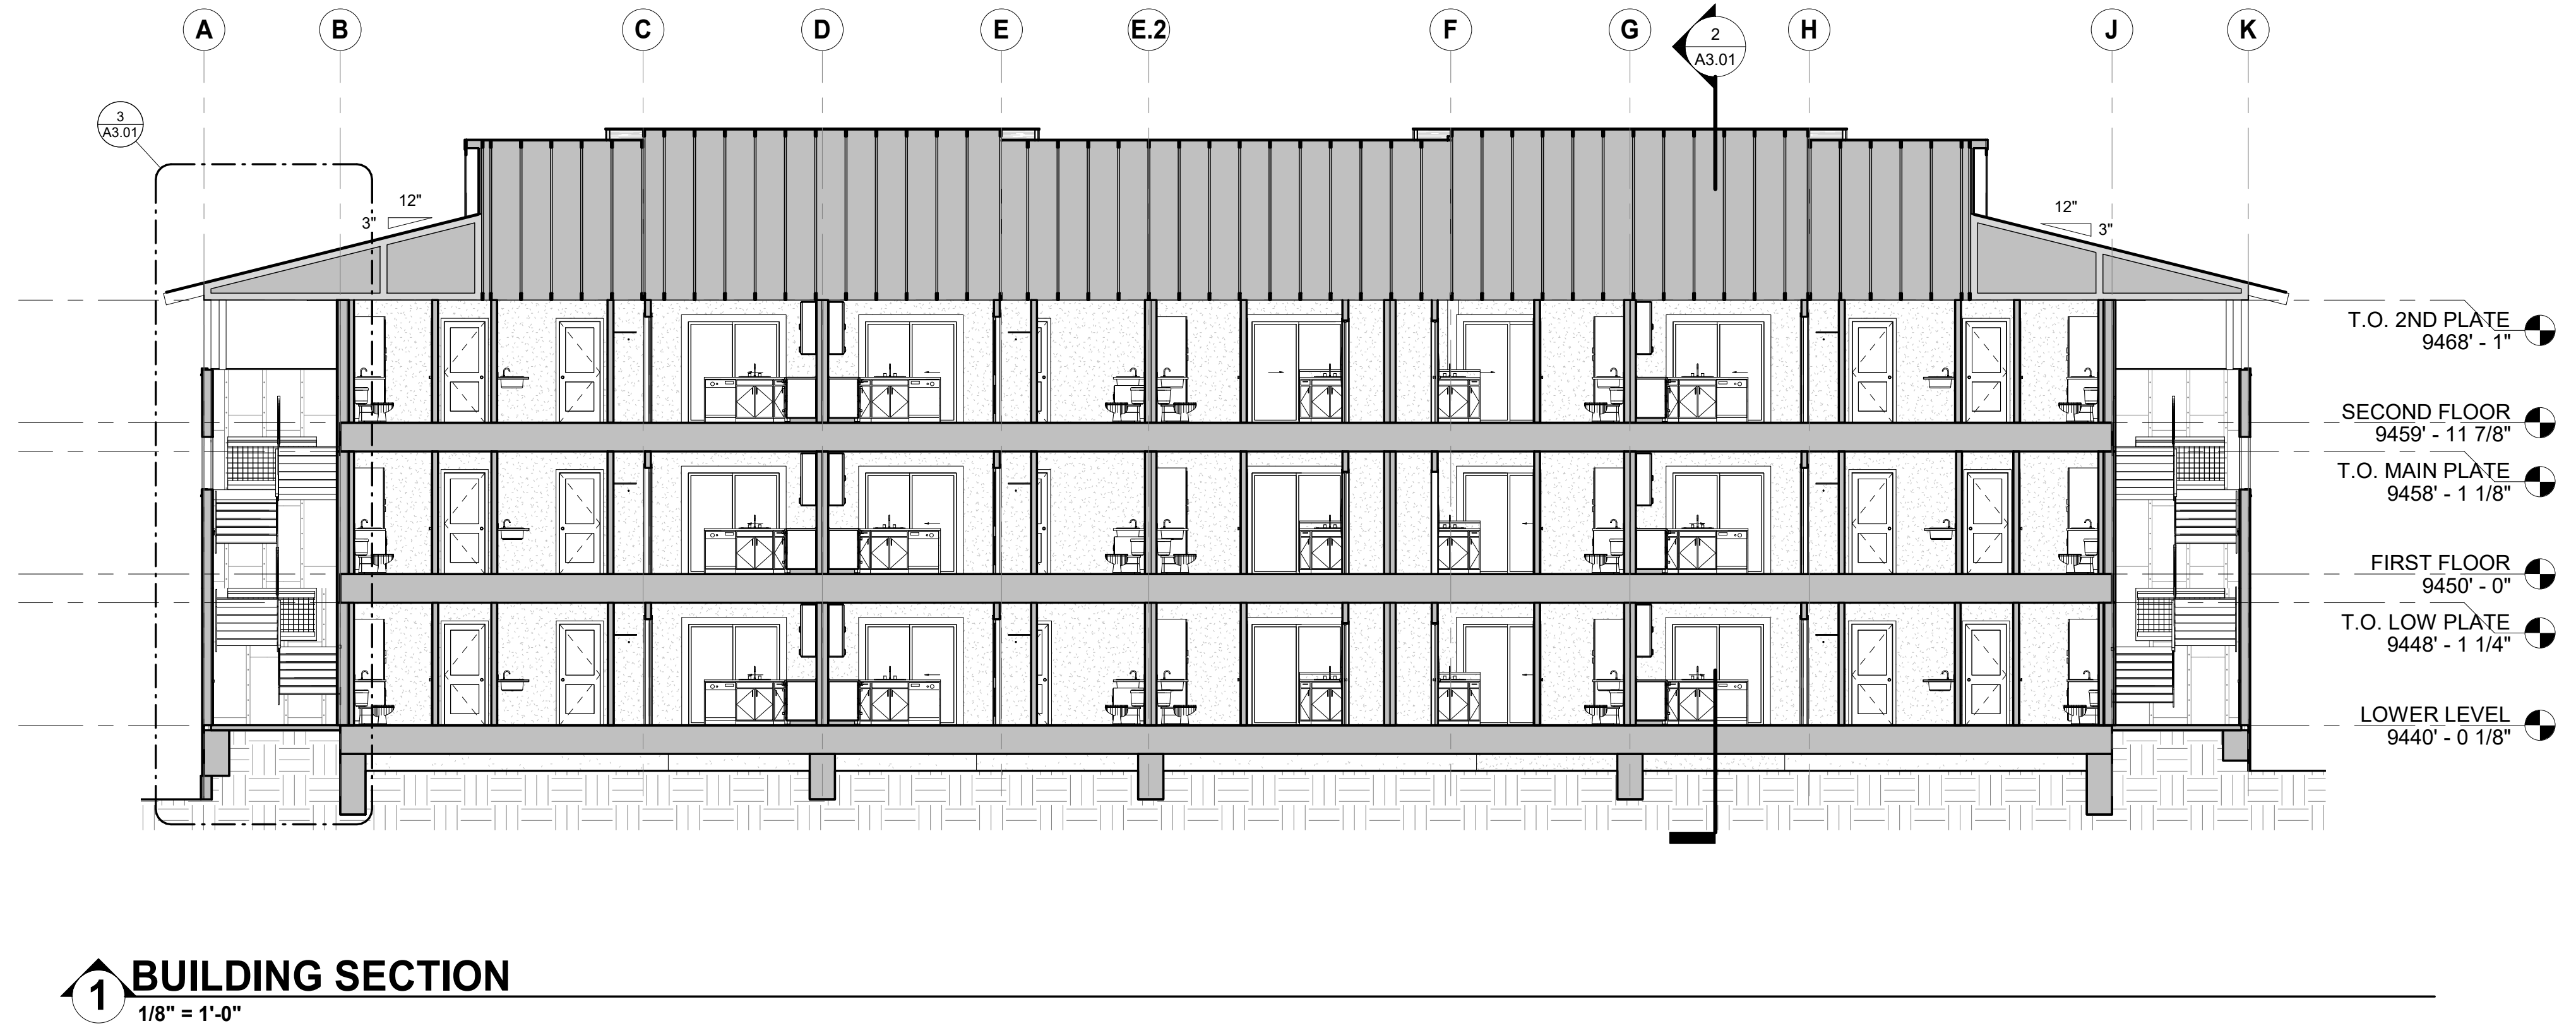 A B C D E E.2 F G H J K
2
A3.01
3
A3.01
12"
3"
12"
3"
T.O. 2ND PLATE
9468' - 1"
SECOND FLOOR
9459' - 11 7/8"
T.O. MAIN PLATE
9458' - 1 1/8"
FIRST FLOOR
9450' - 0"
T.O. LOW PLATE
9448' - 1 1/4"
LOWER LEVEL
9440' - 0 1/8"
1 BUILDING SECTION
1/8" = 1'-0"